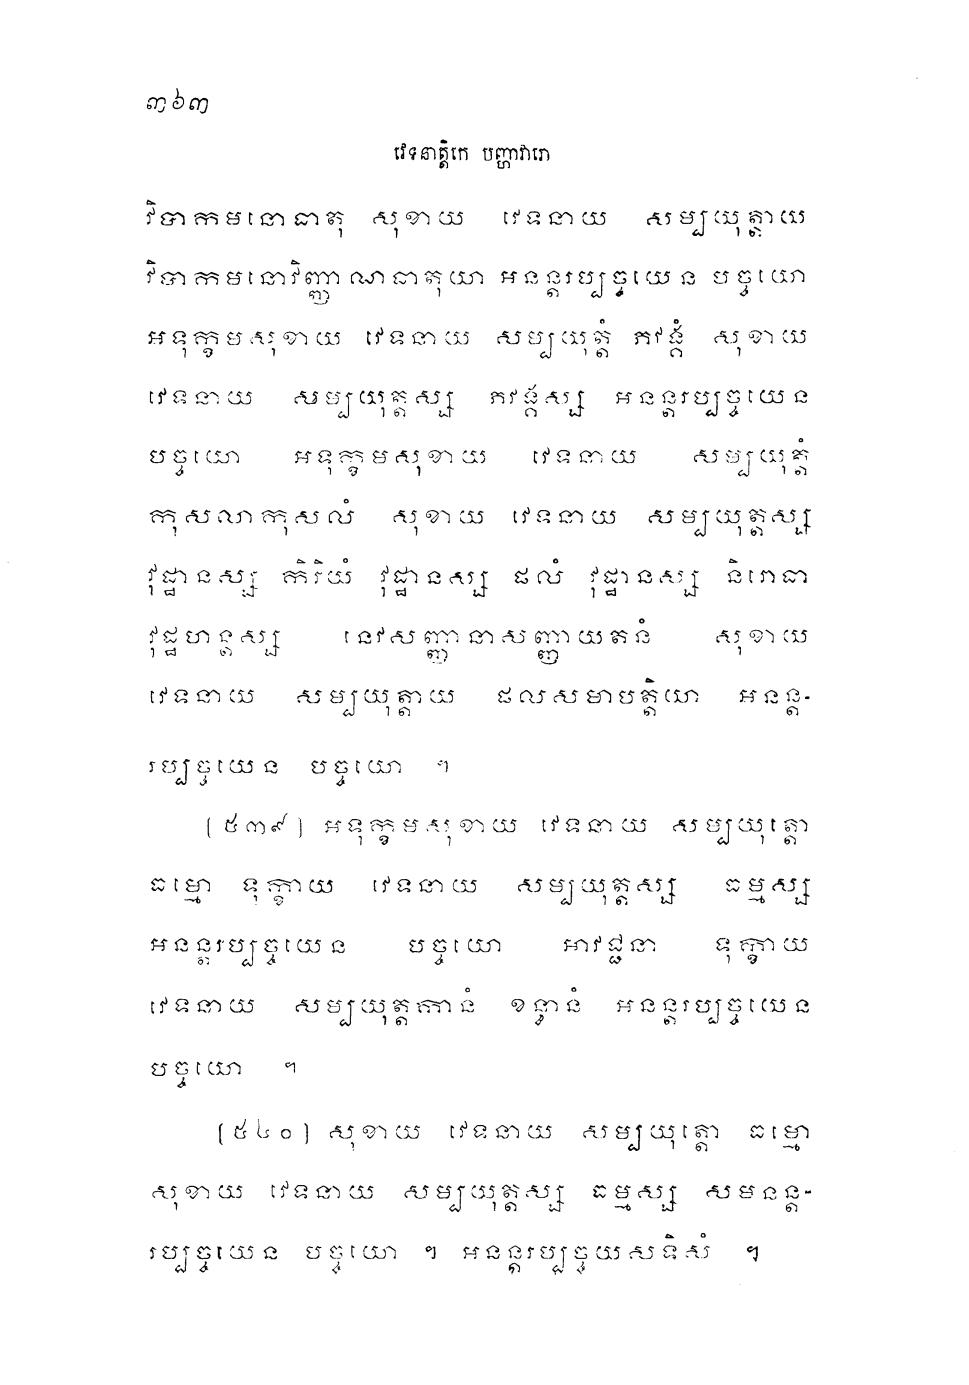 ៣៦៣
វេទនាត្តិកេ បញ្ហាវារោ
វិបាកមនោធាតុ សុខាយ វេទនាយ សម្បយុត្តាយ
វិបាកមនោវិញ្ញាណធាតុយា អនន្តរប្បច្ចយេន បច្ចយោ
អទុក្ខមសុខាយ វេទនាយ សម្បយុត្តំ ភវង្គំ សុខាយ
វេទនាយ សម្បយុត្តស្ស ភវង្គស្ស អនន្តរប្បច្ចយេន
បច្ចយោ អទុក្ខមសុខាយ វេទនាយ សម្បយុត្តំ
កុសលាកុសលំ សុខាយ វេទនាយ សម្បយុត្តស្ស
វុដ្ឋានស្ស កិរិយំ វុដ្ឋានស្ស ផលំ វុដ្ឋានស្ស និរោធា
វុដ្ឋហន្តស្ស នេវសញ្ញានាសញ្ញាយតនំ សុខាយ
វេទនាយ សម្បយុត្តាយ ផលសមាបត្តិយា អនន្ត-
រប្បច្ចយេន បច្ចយោ ។
(៥៣៩) អទុក្ខមសុខាយ វេទនាយ សម្បយុត្តោ
ធម្មោ ទុក្ខាយ វេទនាយ សម្បយុត្តស្ស ធម្មស្ស
អនន្តរប្បច្ចយេន បច្ចយោ អាវជ្ជនា ទុក្ខាយ
វេទនាយ សម្បយុត្តកានំ ខន្ធានំ អនន្តរប្បច្ចយេន
បច្ចយោ ។
(៥៤០) សុខាយ វេទនាយ សម្បយុត្តោ ធម្មោ
សុខាយ វេទនាយ សម្បយុត្តស្ស ធម្មស្ស សមនន្ត-
រប្បច្ចយេន បច្ចយោ ។ អនន្តរប្បច្ចយសទិសំ ។